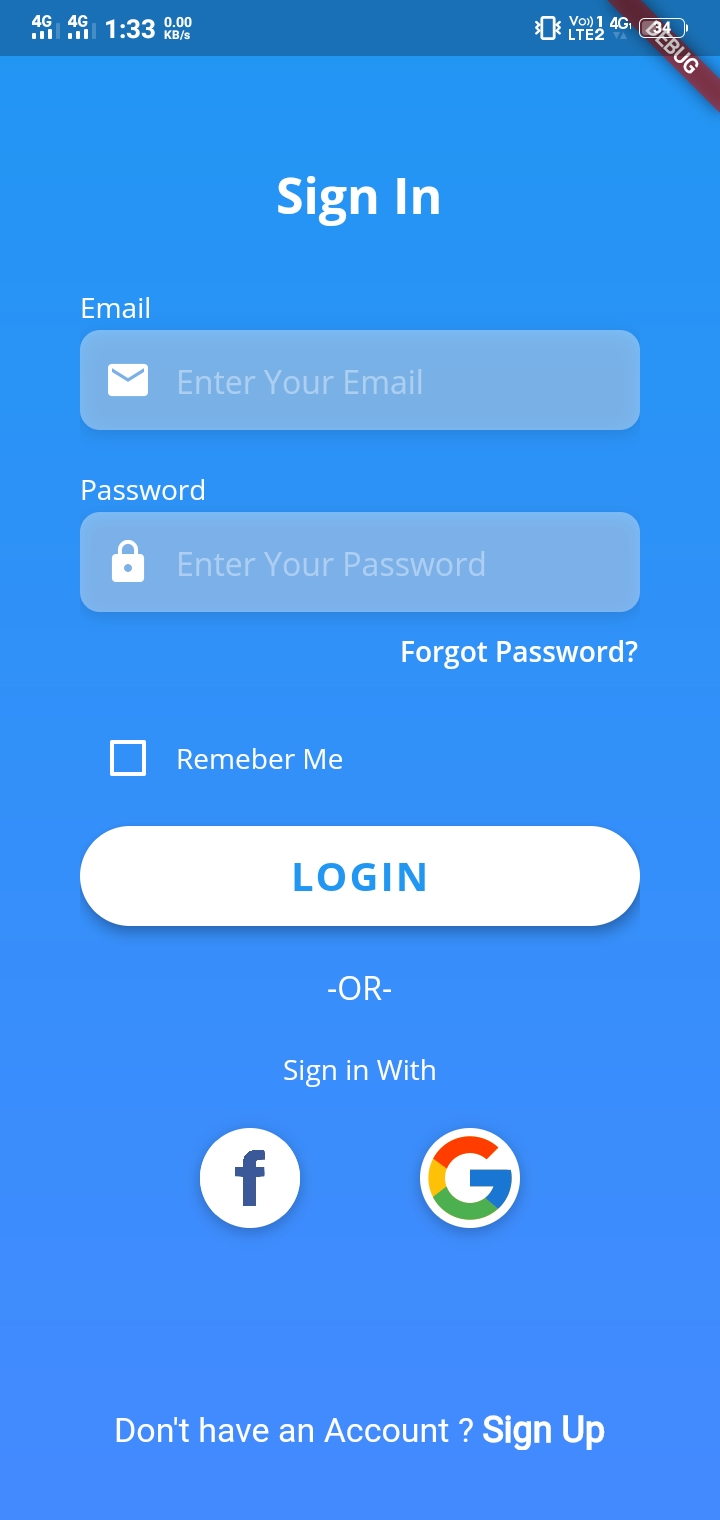 4G 4G 1:33 0.00 KB/s Vo)) 1 LTE2 4G 34
DEBUG
Sign In
Email
Enter Your Email
Password
Enter Your Password
Forgot Password?
Remeber Me
LOGIN
-OR-
Sign in With
f G
Don't have an Account ? Sign Up